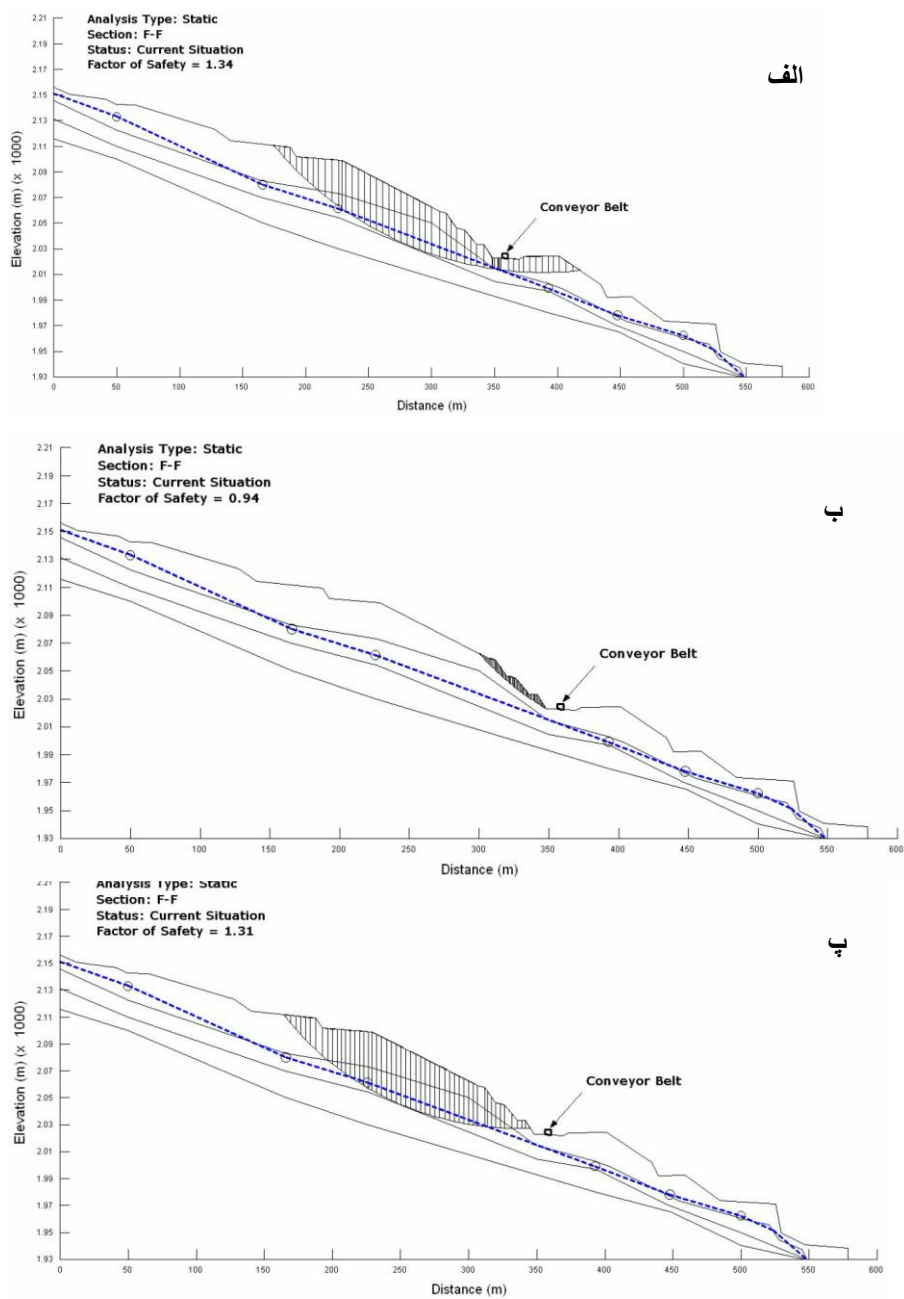 Analysis Type: Static
Section: F-F
Status: Current Situation
Factor of Safety = 1.34
الف
Conveyor Belt
Elevation (m) (x 1000)
2.21
2.19
2.17
2.15
2.13
2.11
2.09
2.07
2.05
2.03
2.01
1.99
1.97
1.95
1.93
0 50 100 150 200 250 300 350 400 450 500 550 600
Distance (m)
Analysis Type: Static
Section: F-F
Status: Current Situation
Factor of Safety = 0.94
ب
Conveyor Belt
Elevation (m) (x 1000)
2.21
2.19
2.17
2.15
2.13
2.11
2.09
2.07
2.05
2.03
2.01
1.99
1.97
1.95
1.93
0 50 100 150 200 250 300 350 400 450 500 550 600
Distance (m)
Analysis Type: Static
Section: F-F
Status: Current Situation
Factor of Safety = 1.31
پ
Conveyor Belt
Elevation (m) (x 1000)
2.21
2.19
2.17
2.15
2.13
2.11
2.09
2.07
2.05
2.03
2.01
1.99
1.97
1.95
1.93
0 50 100 150 200 250 300 350 400 450 500 550 600
Distance (m)